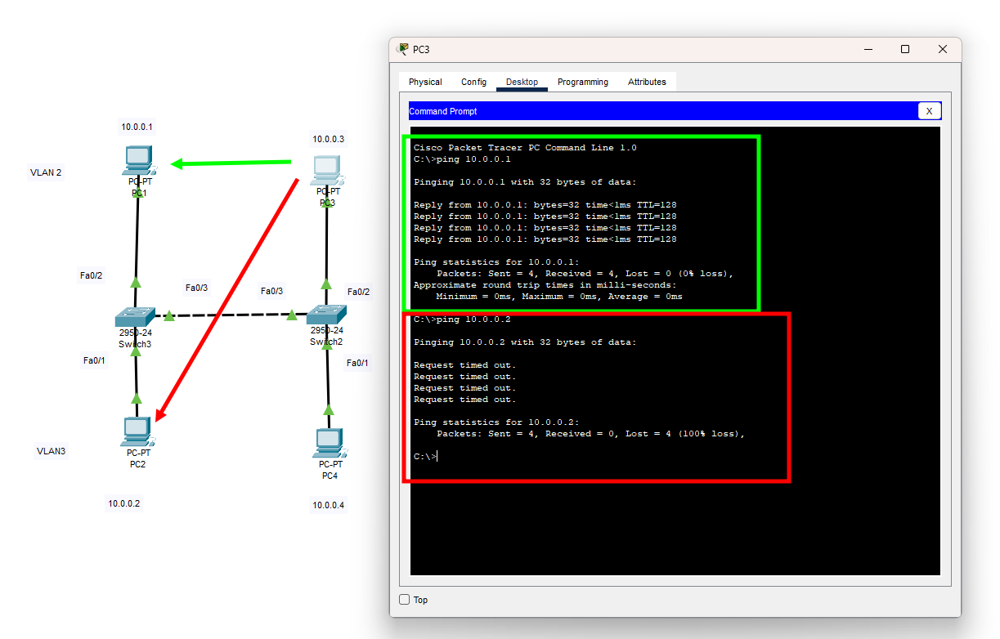 10.0.0.1
10.0.0.3
VLAN 2
PC-PT
PC1
PC-PT
PC3
Fa0/2
Fa0/3
Fa0/3
Fa0/2
2950-24
Switch3
2950-24
Switch2
Fa0/1
Fa0/1
VLAN3
PC-PT
PC2
PC-PT
PC4
10.0.0.2
10.0.0.4
PC3
Physical Config Desktop Programming Attributes
Command Prompt X
Cisco Packet Tracer PC Command Line 1.0
C:\>ping 10.0.0.1
Pinging 10.0.0.1 with 32 bytes of data:
Reply from 10.0.0.1: bytes=32 time<1ms TTL=128
Reply from 10.0.0.1: bytes=32 time<1ms TTL=128
Reply from 10.0.0.1: bytes=32 time<1ms TTL=128
Reply from 10.0.0.1: bytes=32 time<1ms TTL=128
Ping statistics for 10.0.0.1:
Packets: Sent = 4, Received = 4, Lost = 0 (0% loss),
Approximate round trip times in milli-seconds:
Minimum = 0ms, Maximum = 0ms, Average = 0ms
C:\>ping 10.0.0.2
Pinging 10.0.0.2 with 32 bytes of data:
Request timed out.
Request timed out.
Request timed out.
Request timed out.
Ping statistics for 10.0.0.2:
Packets: Sent = 4, Received = 0, Lost = 4 (100% loss),
C:\>
Top